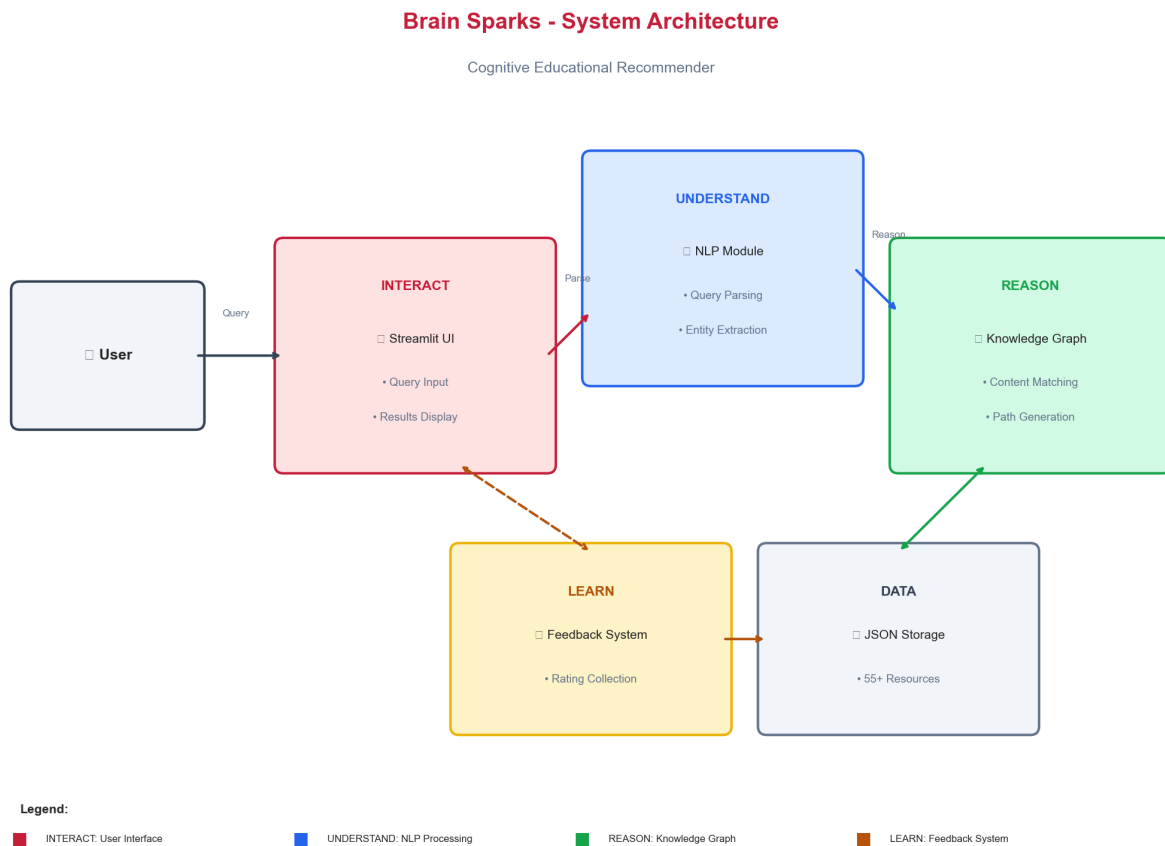 Brain Sparks - System Architecture
Cognitive Educational Recommender
User
Query
INTERACT
Streamlit UI
• Query Input
• Results Display
Parse
UNDERSTAND
NLP Module
• Query Parsing
• Entity Extraction
Reason
REASON
Knowledge Graph
• Content Matching
• Path Generation
LEARN
Feedback System
• Rating Collection
DATA
JSON Storage
• 55+ Resources
Legend:
INTERACT: User Interface
UNDERSTAND: NLP Processing
REASON: Knowledge Graph
LEARN: Feedback System